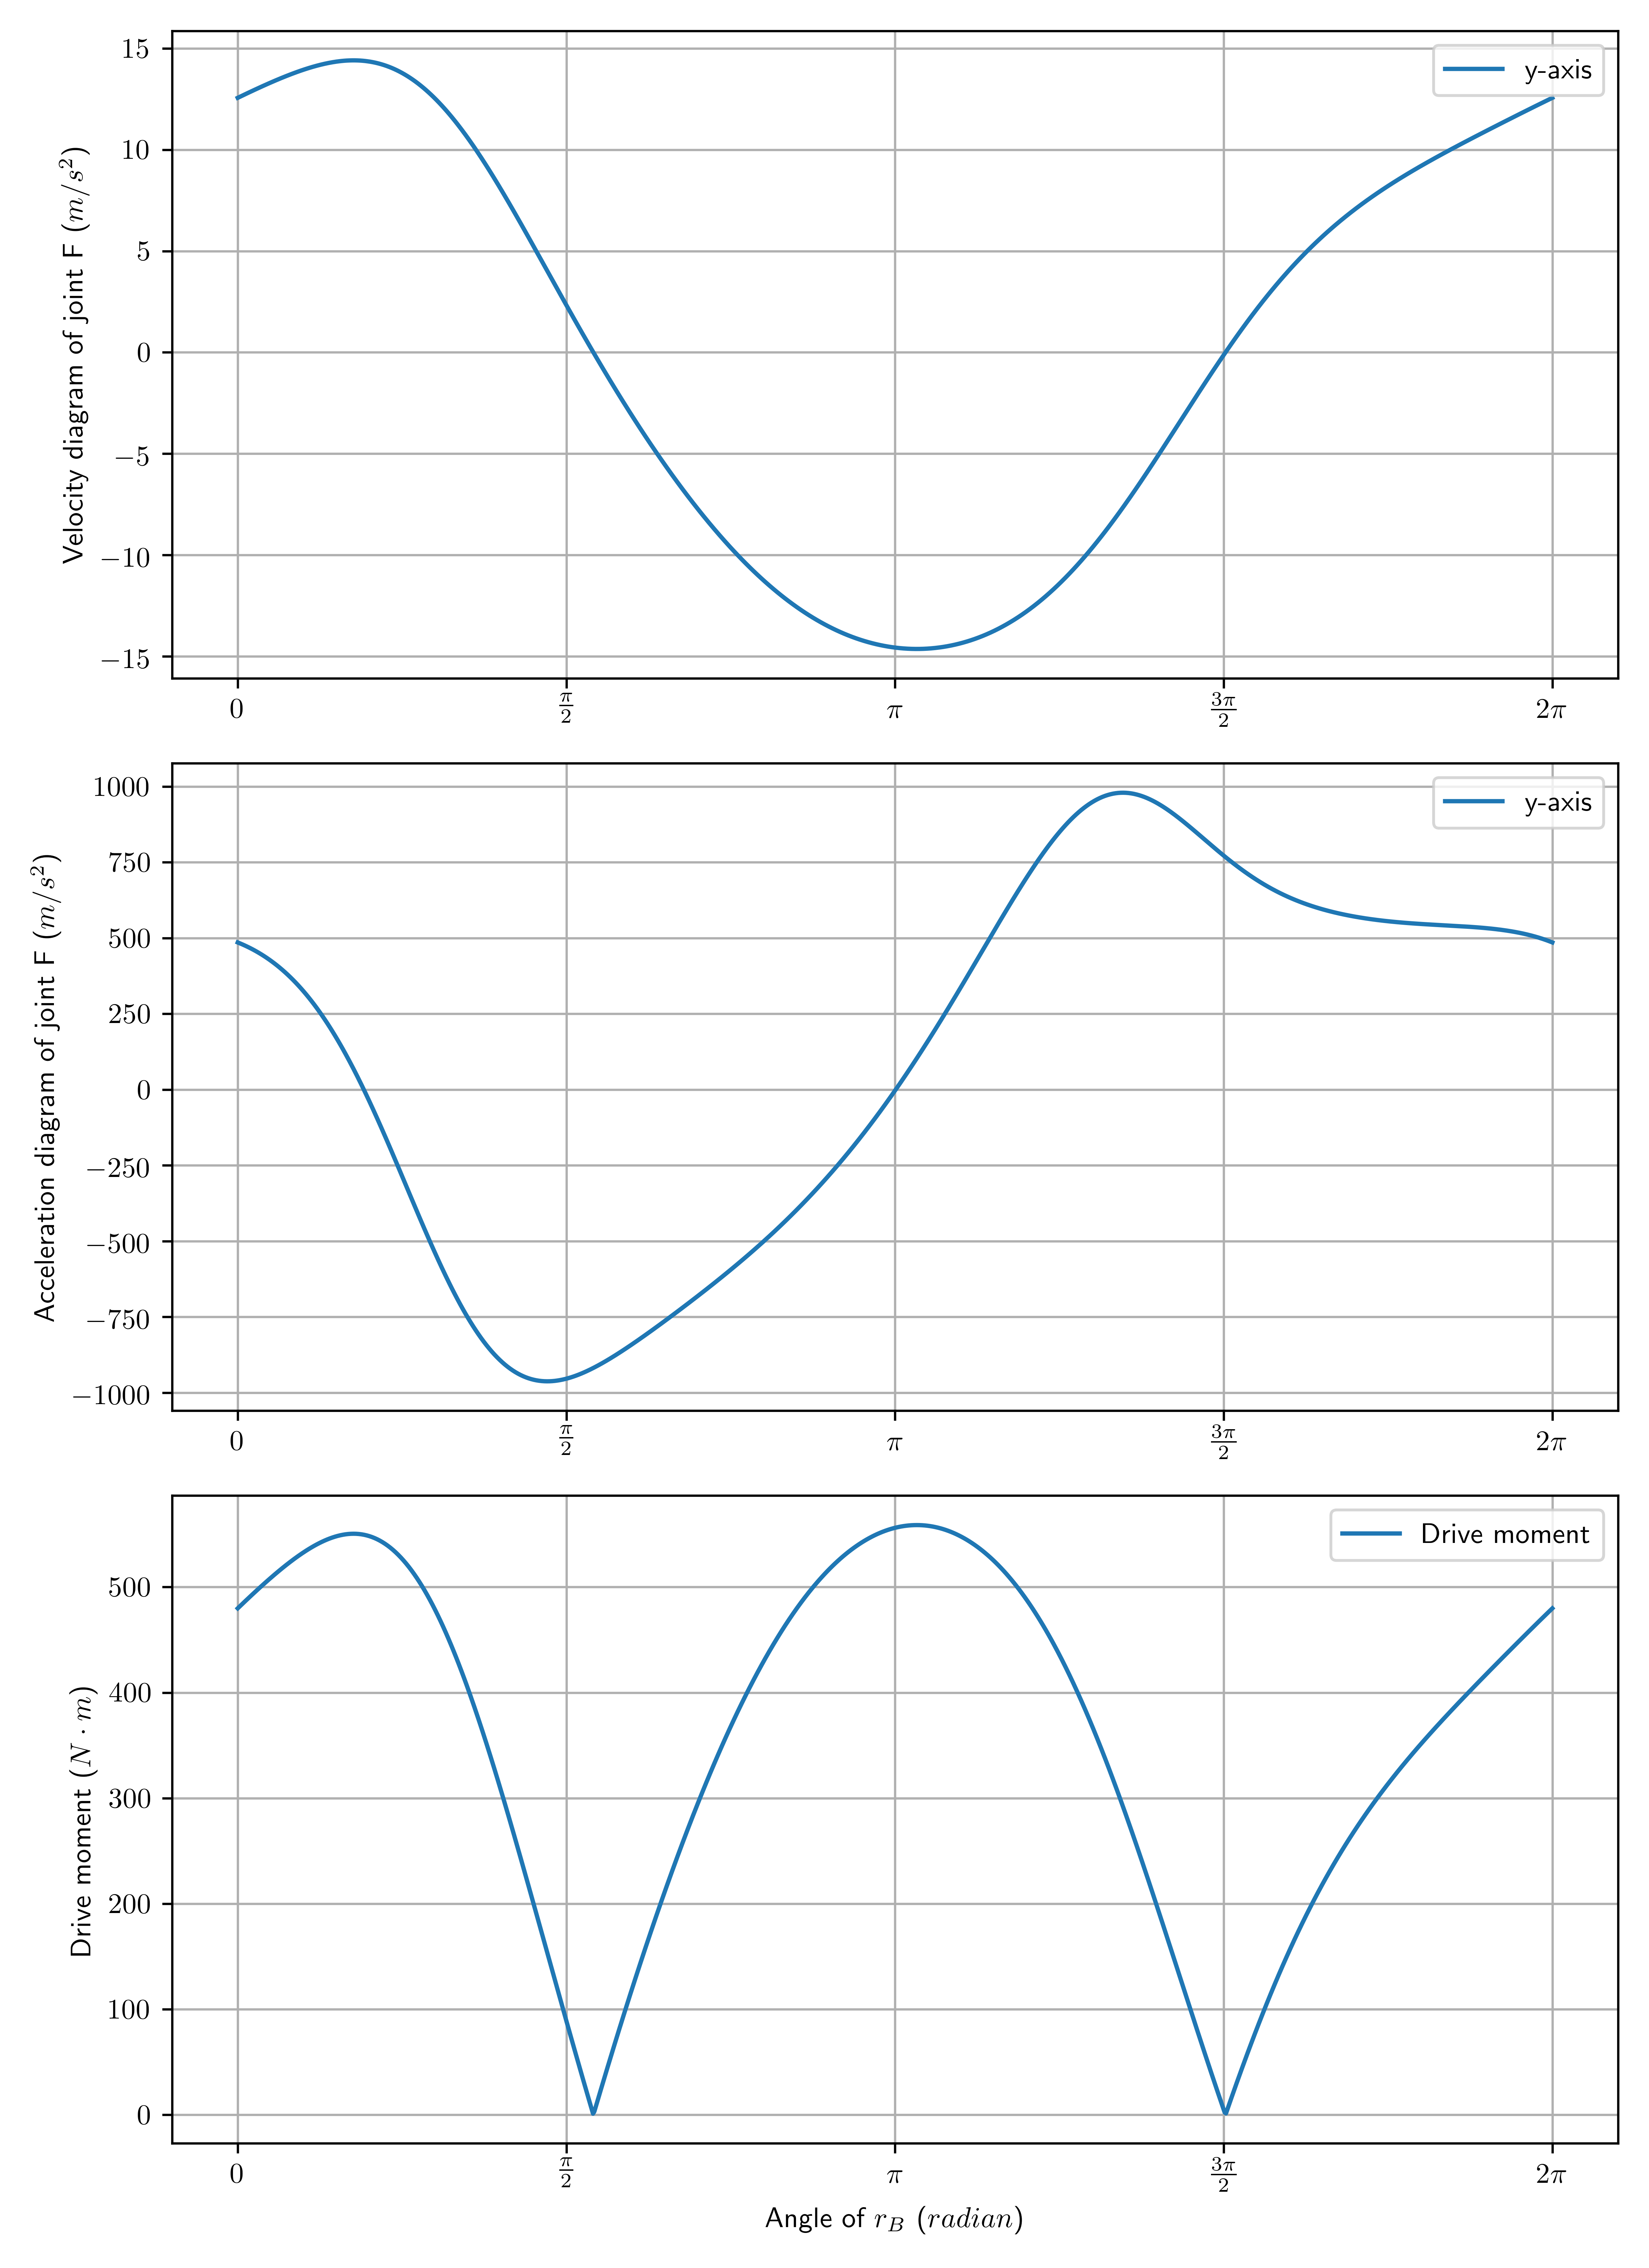 Velocity diagram of joint F (m/s²)
15
10
5
0
−5
−10
−15
y-axis
0
π/2
π
3π/2
2π
Acceleration diagram of joint F (m/s²)
1000
750
500
250
0
−250
−500
−750
−1000
y-axis
0
π/2
π
3π/2
2π
Drive moment (N · m)
500
400
300
200
100
0
Drive moment
0
π/2
π
3π/2
2π
Angle of r_B (radian)